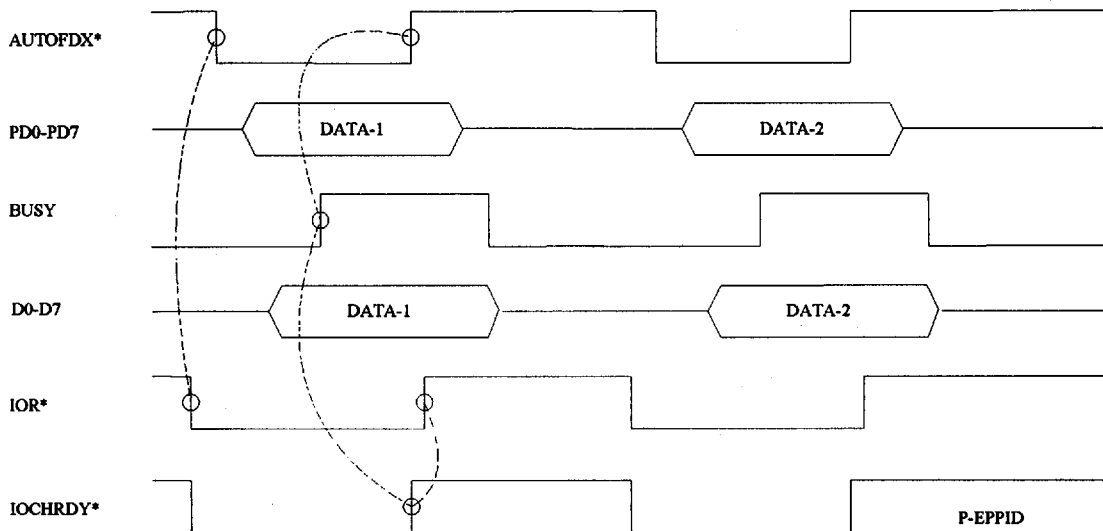 AUTOFDX*
PD0-PD7 DATA-1 DATA-2
BUSY
D0-D7 DATA-1 DATA-2
IOR*
IOCHRDY* P-EPPID